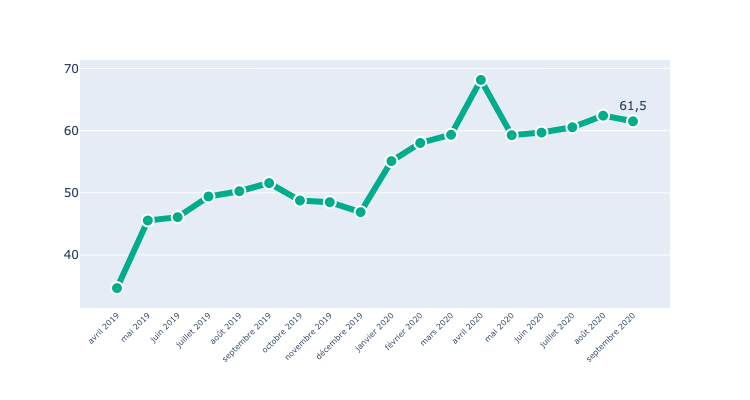 70
60
50
40
61,5
avril 2019
mai 2019
juin 2019
juillet 2019
août 2019
septembre 2019
octobre 2019
novembre 2019
décembre 2019
janvier 2020
février 2020
mars 2020
avril 2020
mai 2020
juin 2020
juillet 2020
août 2020
septembre 2020